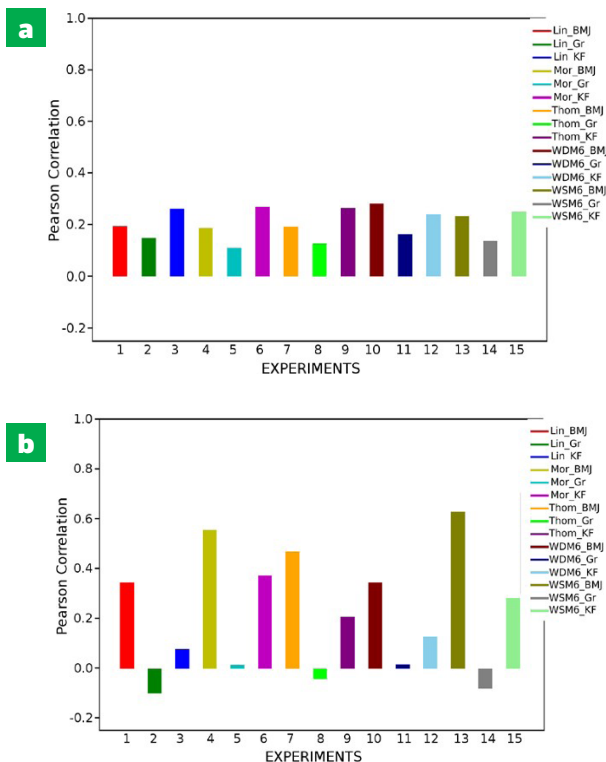 a
Pearson Correlation
1.0
0.8
0.6
0.4
0.2
0.0
-0.2
1 2 3 4 5 6 7 8 9 10 11 12 13 14 15
EXPERIMENTS
Lin_BMJ
Lin_Gr
Lin_KF
Mor_BMJ
Mor_Gr
Mor_KF
Thom_BMJ
Thom_Gr
Thom_KF
WDM6_BMJ
WDM6_Gr
WDM6_KF
WSM6_BMJ
WSM6_Gr
WSM6_KF
b
Pearson Correlation
1.0
0.8
0.6
0.4
0.2
0.0
-0.2
1 2 3 4 5 6 7 8 9 10 11 12 13 14 15
EXPERIMENTS
Lin_BMJ
Lin_Gr
Lin_KF
Mor_BMJ
Mor_Gr
Mor_KF
Thom_BMJ
Thom_Gr
Thom_KF
WDM6_BMJ
WDM6_Gr
WDM6_KF
WSM6_BMJ
WSM6_Gr
WSM6_KF